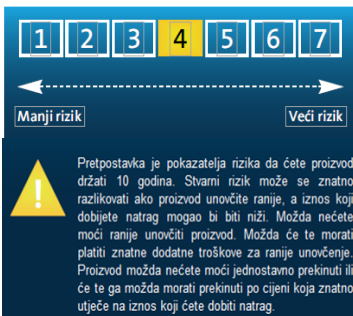 1 2 3 4 5 6 7
Manji rizik Veći rizik
Pretpostavka je pokazatelja rizika da ćete proizvod
držati 10 godina. Stvarni rizik može se znatno
razlikovati ako proizvod unovčite ranije, a iznos koji
dobijete natrag mogao bi biti niži. Možda nećete
moći ranije unovčiti proizvod. Možda će te morati
platiti znatne dodatne troškove za ranije unovčenje.
Proizvod možda nećete moći jednostavno prekinuti ili
će te ga možda morati prekinuti po cijeni koja znatno
utječe na iznos koji ćete dobiti natrag.